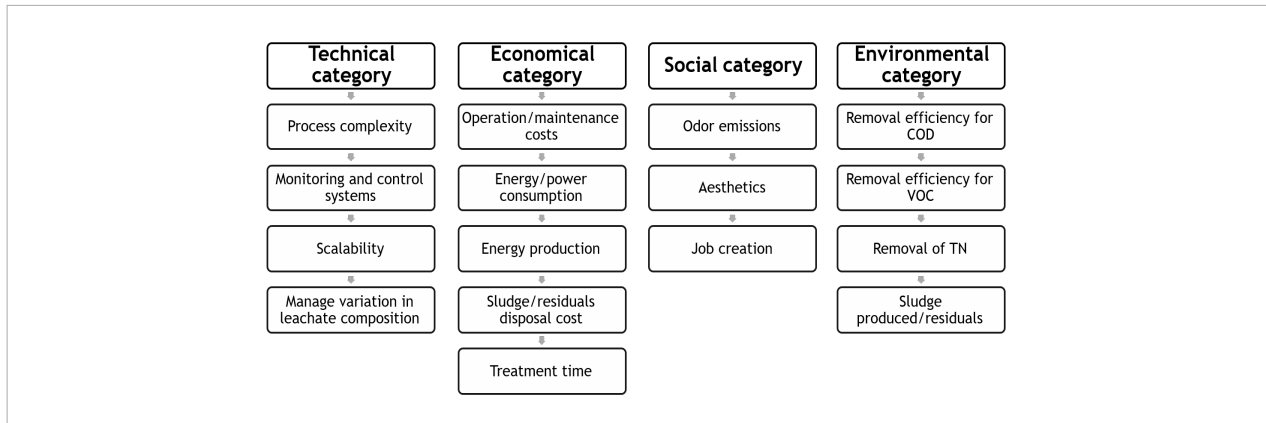 Technical
category
Process complexity
Monitoring and control
systems
Scalability
Manage variation in
leachate composition
Economical
category
Operation/maintenance
costs
Energy/power
consumption
Energy production
Sludge/residuals
disposal cost
Treatment time
Social category
Odor emissions
Aesthetics
Job creation
Environmental
category
Removal efficiency for
COD
Removal efficiency for
VOC
Removal of TN
Sludge
produced/residuals